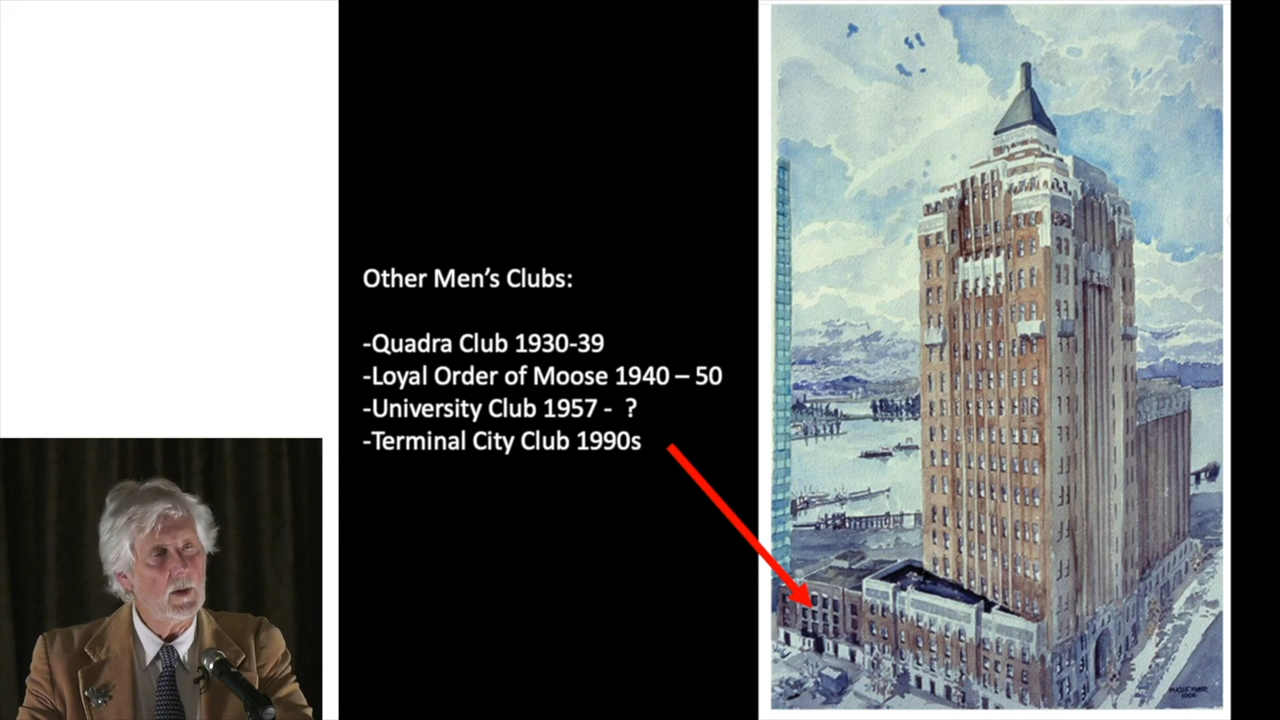 Other Men's Clubs:
-Quadra Club 1930-39
-Loyal Order of Moose 1940 – 50
-University Club 1957 -  ?
-Terminal City Club 1990s